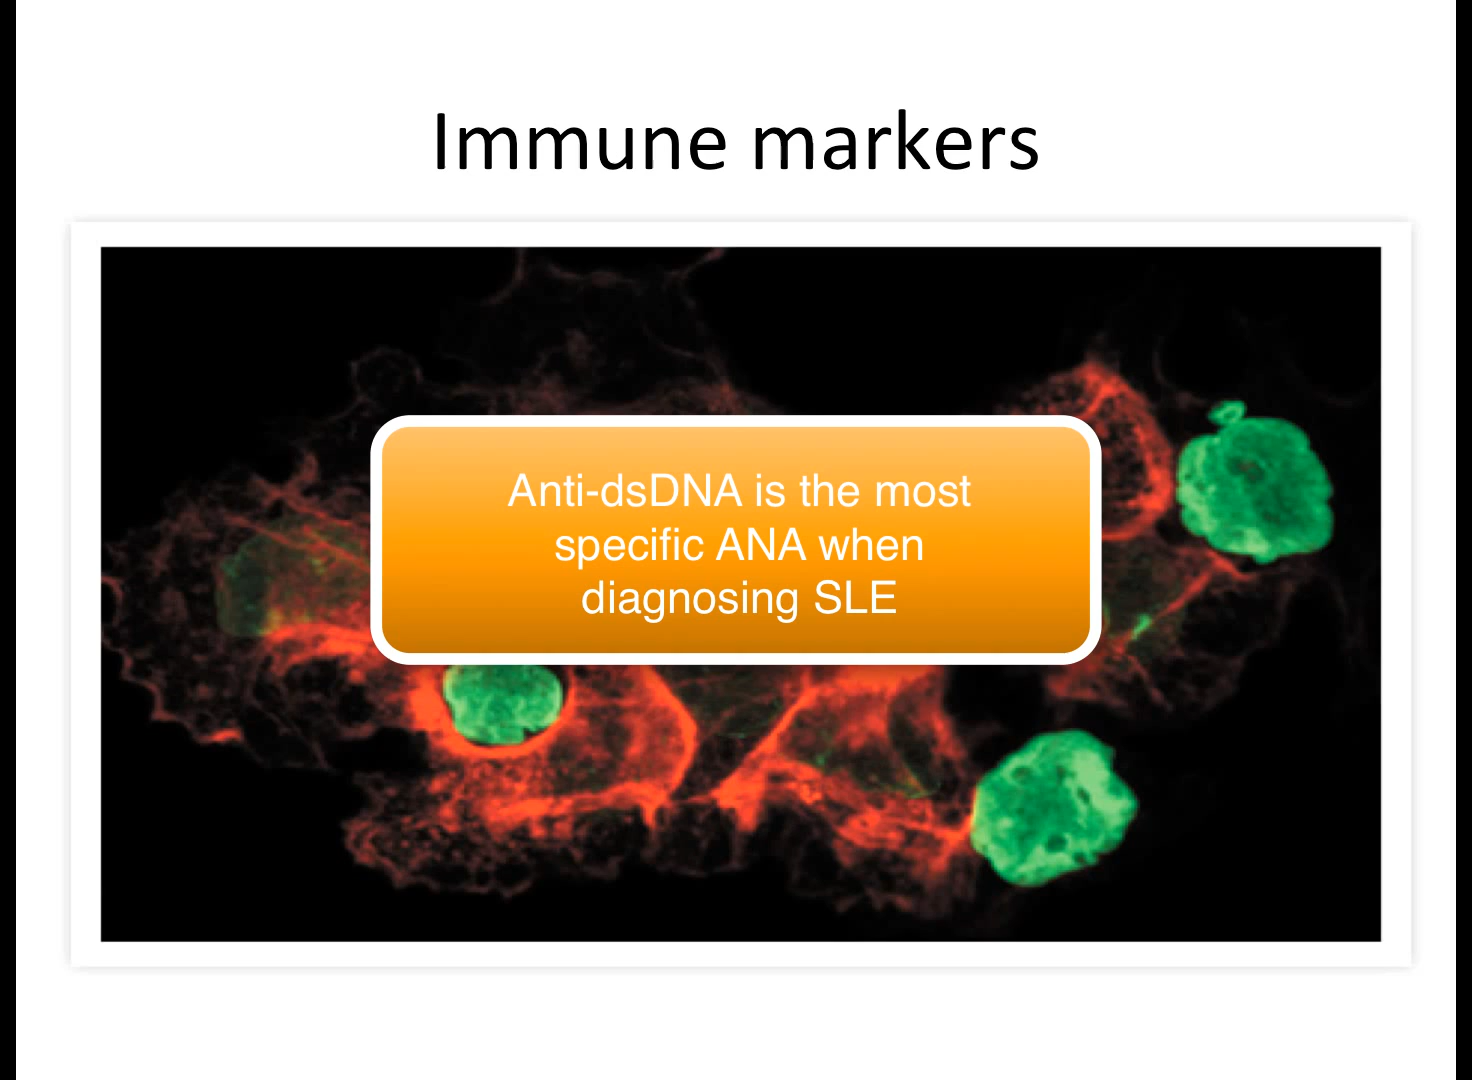 Immune markers
Anti-dsDNA is the most
specific ANA when
diagnosing SLE